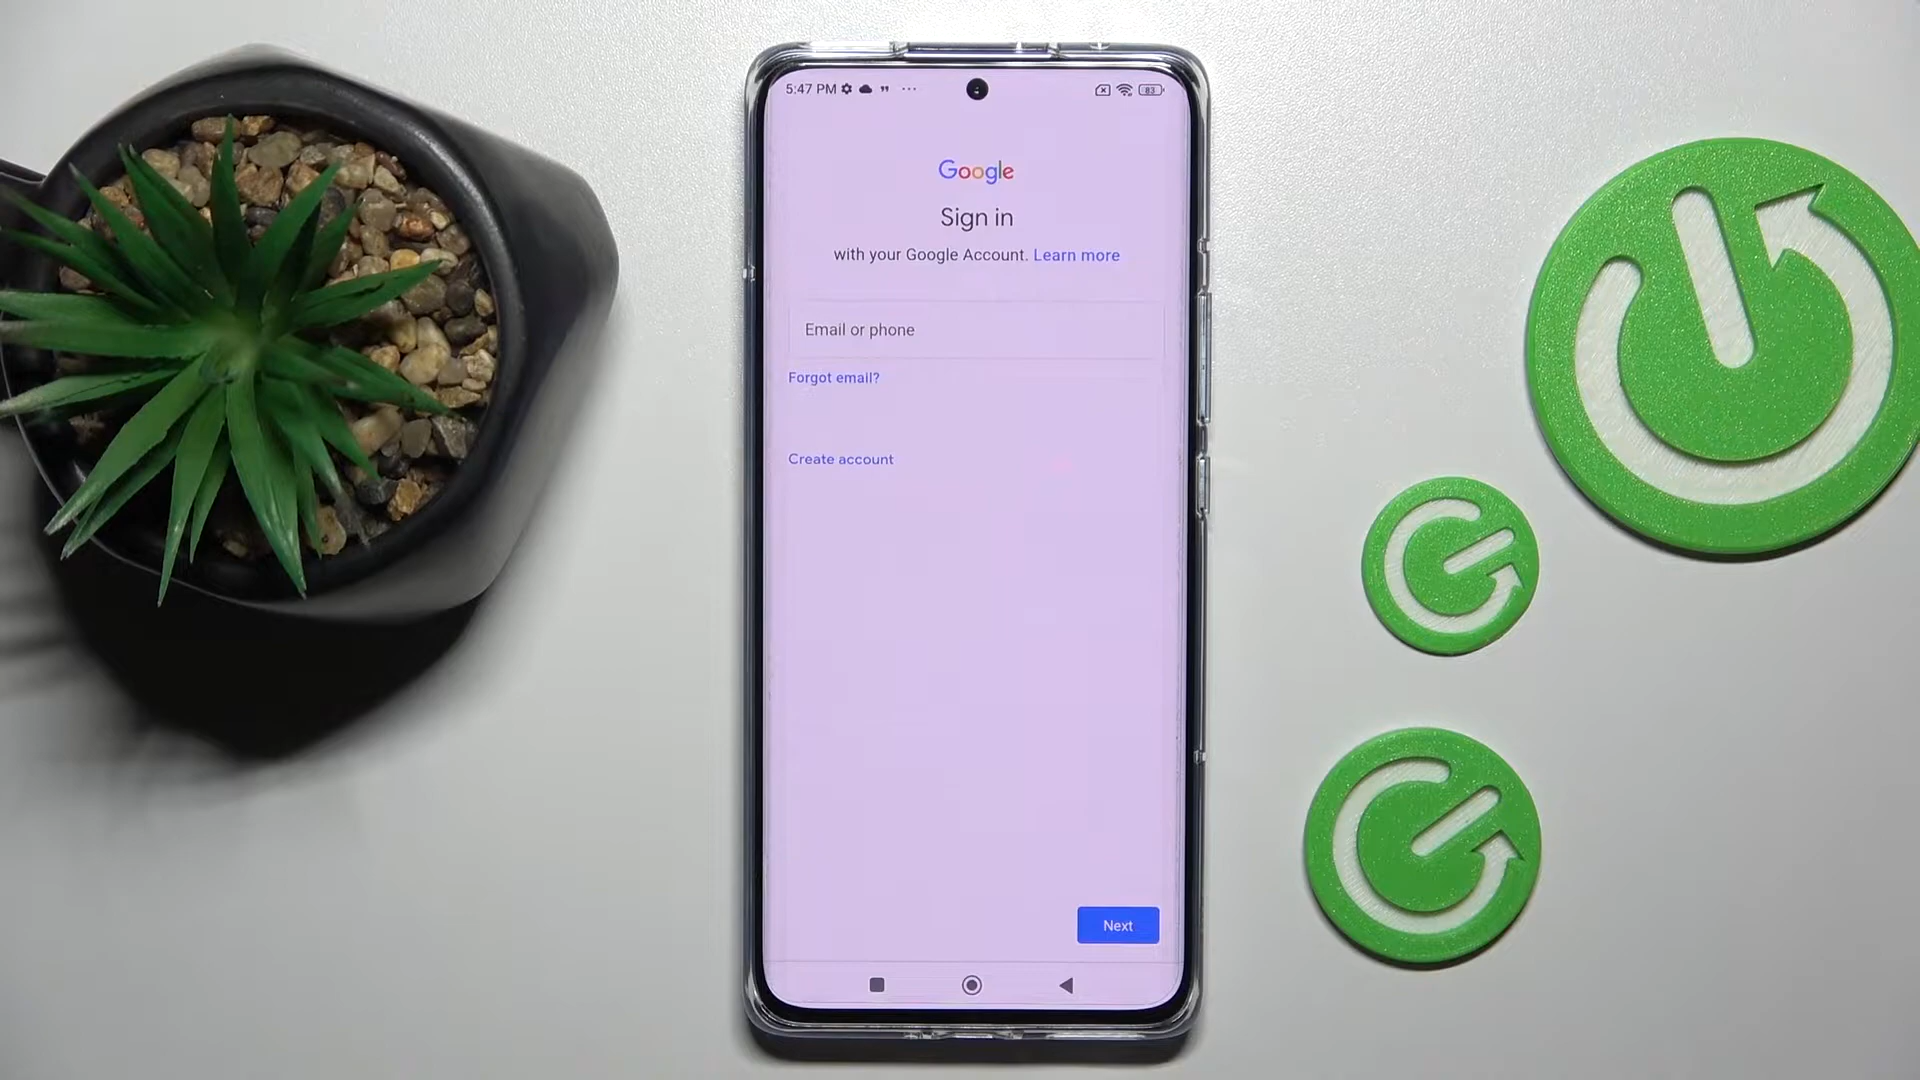 5:47 PM
83
Google
Sign in
with your Google Account. Learn more
Email or phone
Forgot email?
Create account
Next